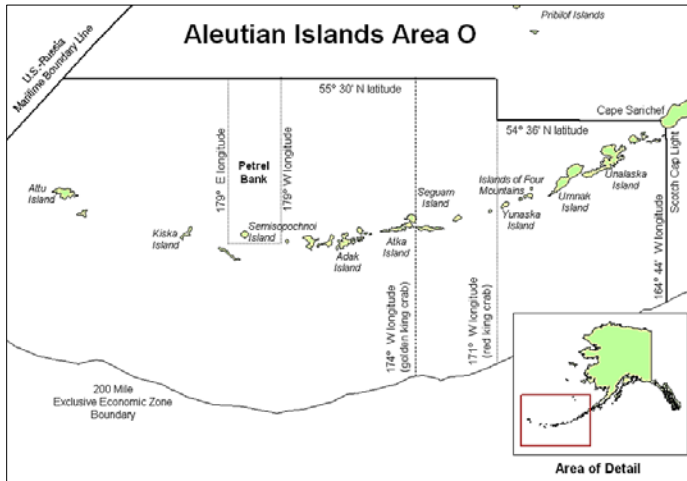 Pribilof Islands
Aleutian Islands Area O
U.S.-Russia
Maritime Boundary Line
55° 30' N latitude
Cape Sarichef
54° 36' N latitude
179° E longitude
Petrel
Bank
179° W longitude
Scotch Cap Light
164° 44' W longitude
Attu
Island
Kiska
Island
Semisopochnoi
Island
Adak
Island
Atka
Island
Seguam
Island
Islands of Four
Mountains
Yunaska
Island
Umnak
Island
Unalaska
Island
174° W longitude
(golden king crab)
171° W longitude
(red king crab)
200 Mile
Exclusive Economic Zone
Boundary
Area of Detail